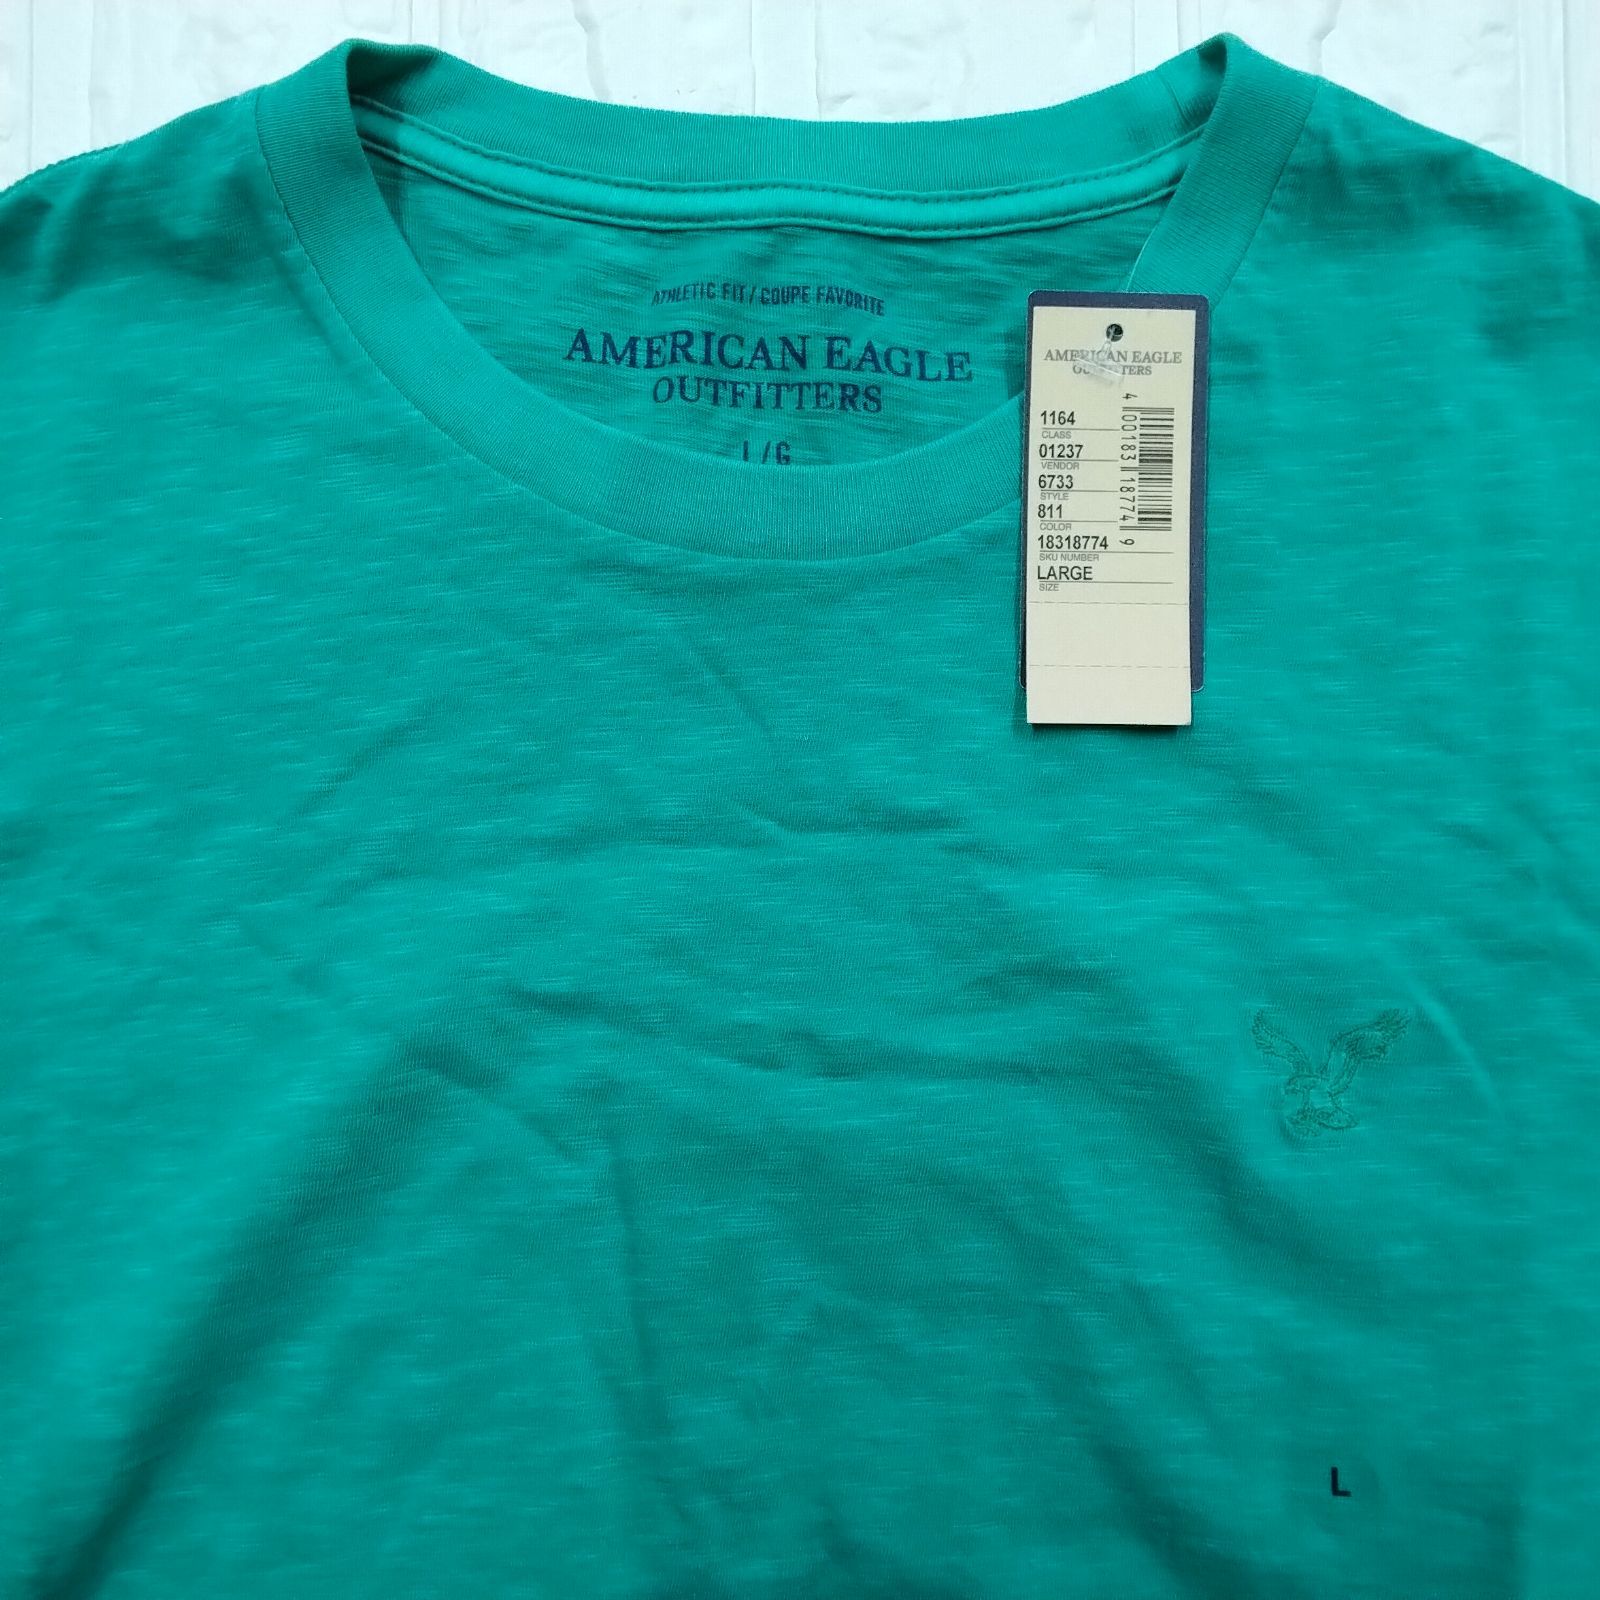 ATHLETIC FIT / COUPE FAVORITE
AMERICAN EAGLE
OUTFITTERS
L/G
AMERICAN EAGLE
OUTFITTERS
1164
CLASS
01237
VENDOR
6733
STYLE
811
COLOR
18318774
SKU NUMBER
LARGE
SIZE
4 00183 18774 9
L